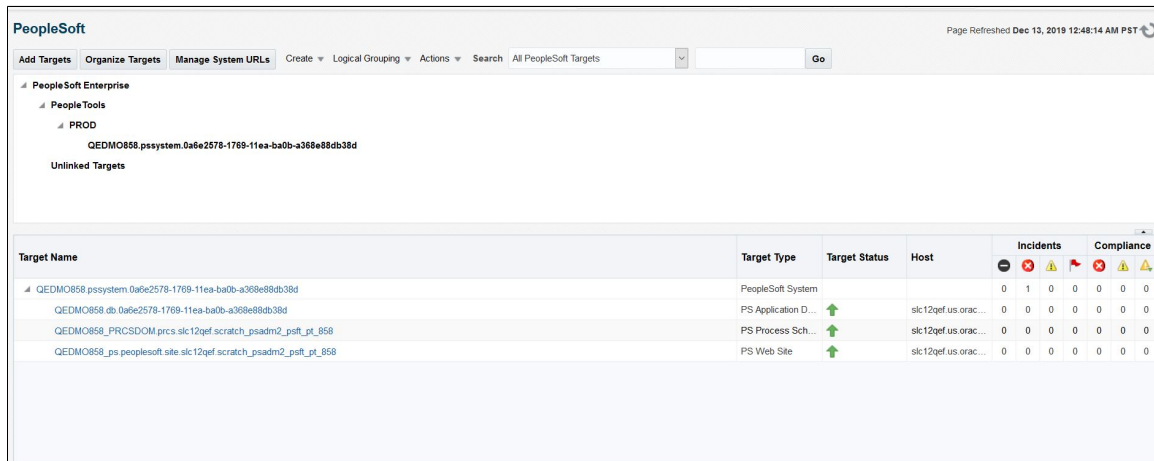 PeopleSoft
Page Refreshed Dec 13, 2019 12:48:14 AM PST
Add Targets Organize Targets Manage System URLs Create Logical Grouping Actions Search All PeopleSoft Targets Go
PeopleSoft Enterprise
PeopleTools
PROD
QEDMO858.pssystem.0a6e2578-1769-11ea-ba0b-a368e88db38d
Unlinked Targets
Target Name Target Type Target Status Host Incidents Compliance
QEDMO858.pssystem.0a6e2578-1769-11ea-ba0b-a368e88db38d PeopleSoft System 0 1 0 0 0 0 0
QEDMO858.db.0a6e2578-1769-11ea-ba0b-a368e88db38d PS Application D... slc12qef.us.orac... 0 0 0 0 0 0 0
QEDMO858_PRCSDOM.prcs.slc12qef.scratch_psadm2_psft_pt_858 PS Process Sch... slc12qef.us.orac... 0 0 0 0 0 0 0
QEDMO858_ps.peoplesoft.site.slc12qef.scratch_psadm2_psft_pt_858 PS Web Site slc12qef.us.orac... 0 0 0 0 0 0 0